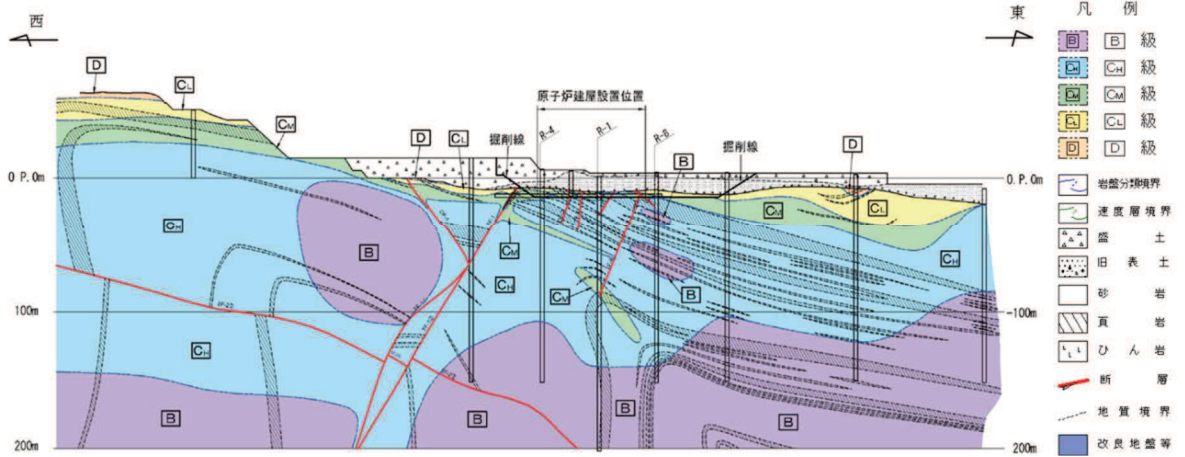 西
東
D
CL
CM
原子炉建屋設置位置
R-4
R-1
R-8
掘削線
掘削線
D
CL
B
D
0 P.0m
0 P.0m
CM
CL
CH
B
CM
CH
CM
B
CH
100m
-100m
CH
B
B
B
B
200m
200m
凡 例
B B 級
CH CH 級
CM CM 級
CL CL 級
D D 級
岩盤分類境界
速度層境界
盛 土
旧 表 土
砂 岩
頁 岩
ひ ん 岩
断 層
地 質 境 界
改 良 地 盤 等